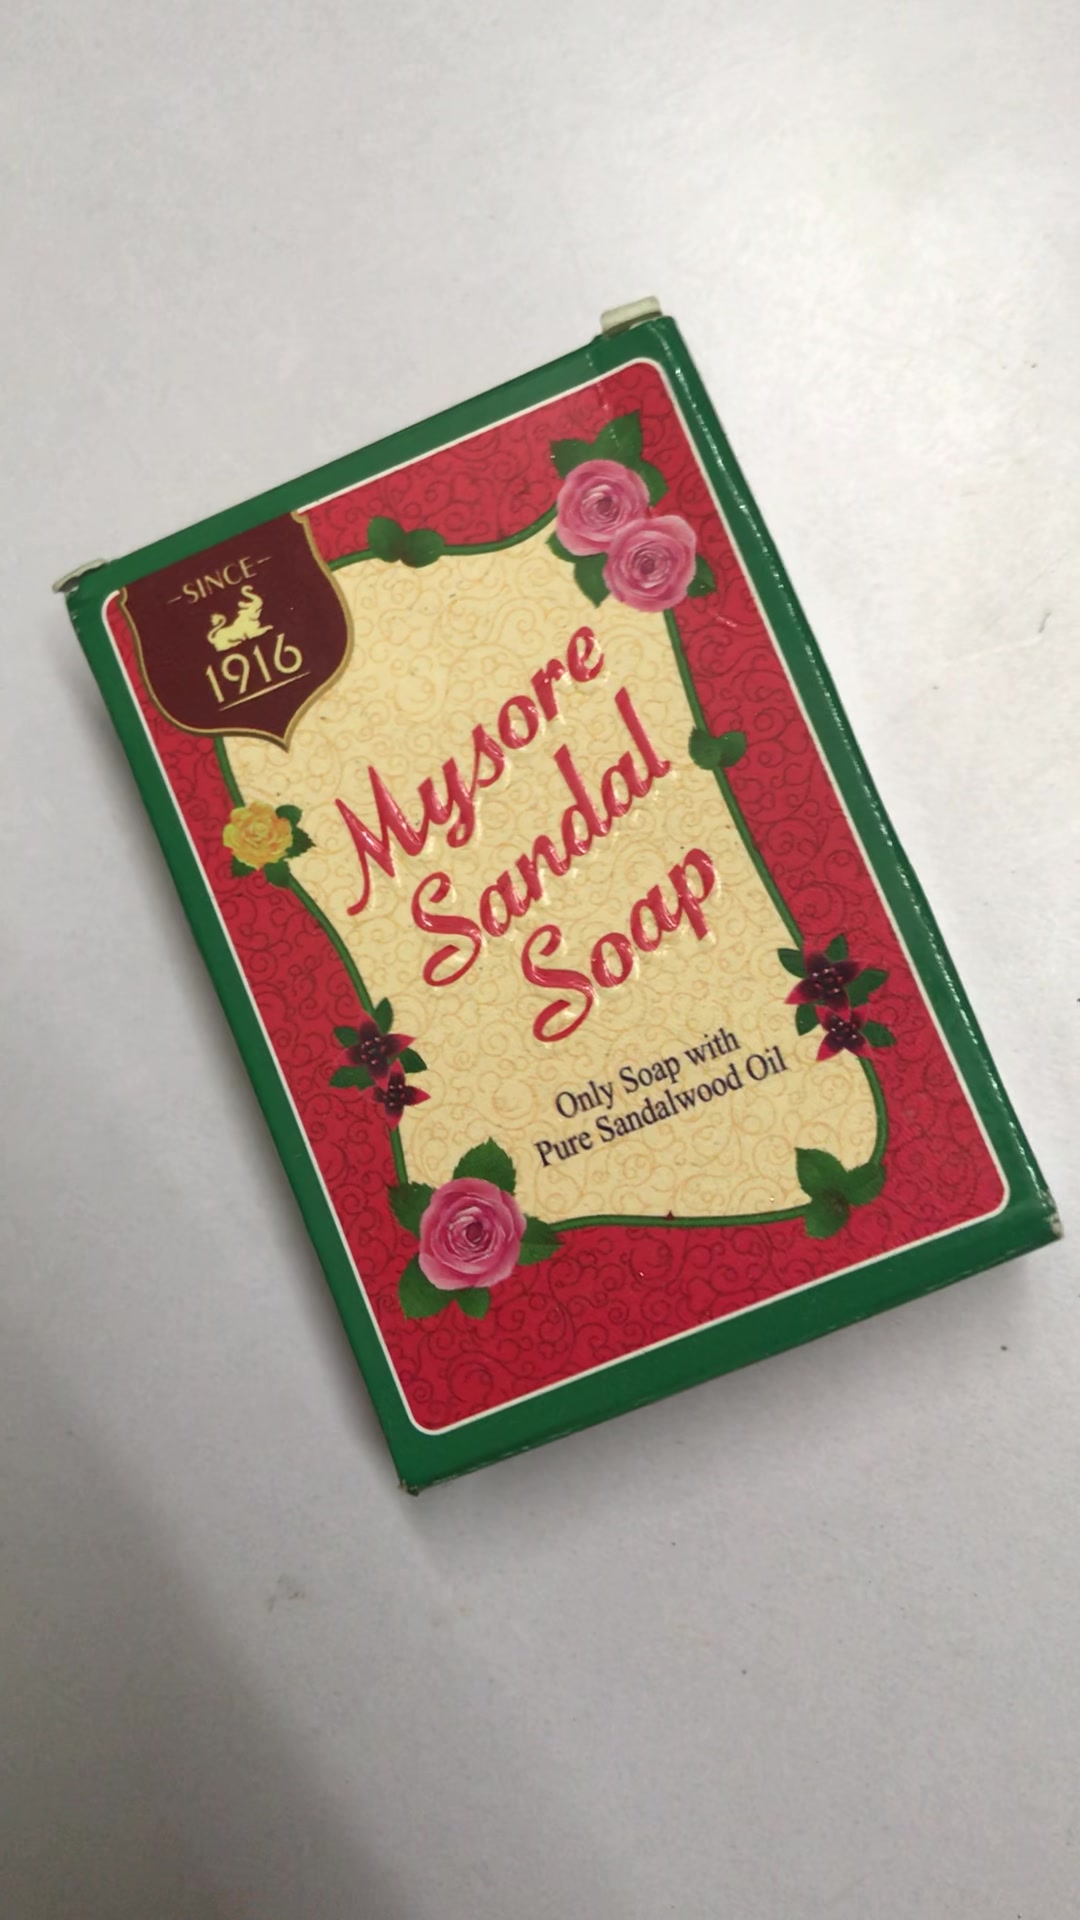 -SINCE-
1916
Mysore
Sandal
Soap
Only Soap with
Pure Sandalwood Oil